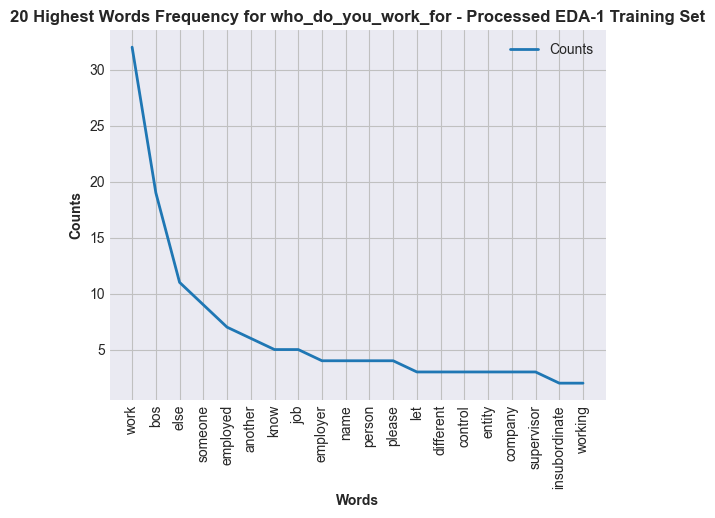 20 Highest Words Frequency for who_do_you_work_for - Processed EDA-1 Training Set
Counts
Counts
30
25
20
15
10
5
work
bos
else
someone
employed
another
know
job
employer
name
person
please
let
different
control
entity
company
supervisor
insubordinate
working
Words